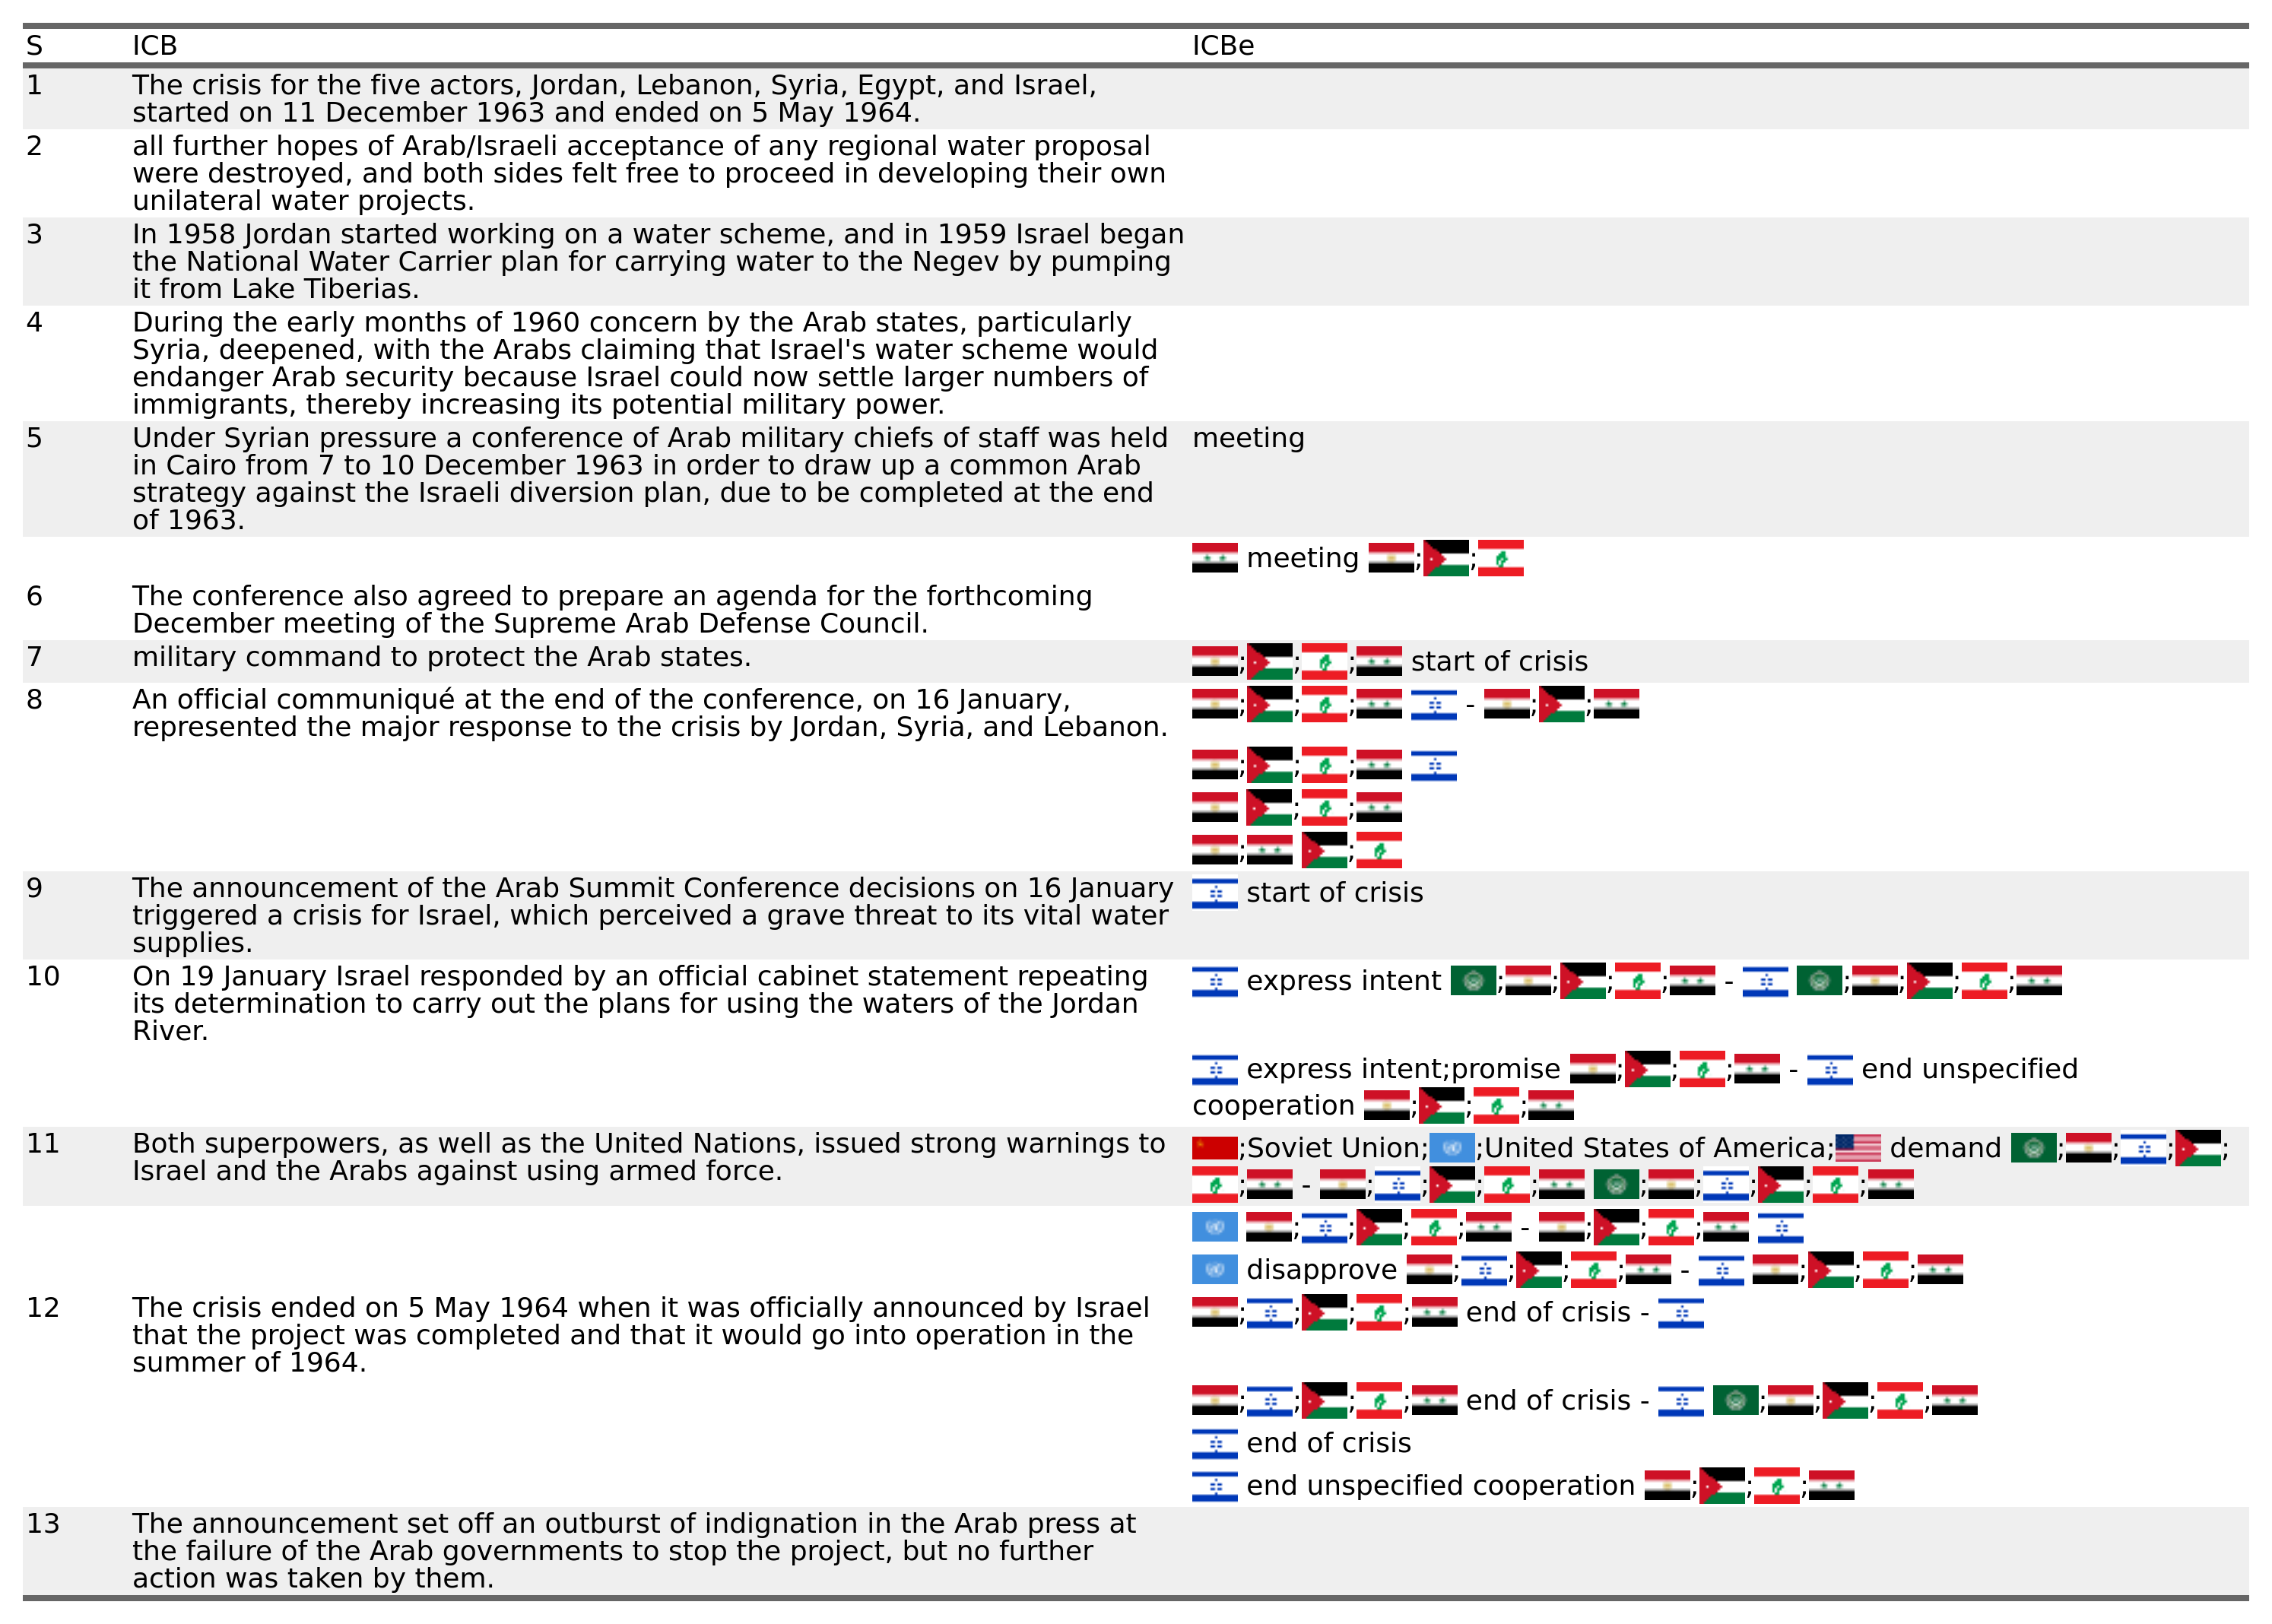 S ICB ICBe
1 The crisis for the five actors, Jordan, Lebanon, Syria, Egypt, and Israel,
started on 11 December 1963 and ended on 5 May 1964.
2 all further hopes of Arab/Israeli acceptance of any regional water proposal
were destroyed, and both sides felt free to proceed in developing their own
unilateral water projects.
3 In 1958 Jordan started working on a water scheme, and in 1959 Israel began
the National Water Carrier plan for carrying water to the Negev by pumping
it from Lake Tiberias.
4 During the early months of 1960 concern by the Arab states, particularly
Syria, deepened, with the Arabs claiming that Israel's water scheme would
endanger Arab security because Israel could now settle larger numbers of
immigrants, thereby increasing its potential military power.
5 Under Syrian pressure a conference of Arab military chiefs of staff was held meeting
in Cairo from 7 to 10 December 1963 in order to draw up a common Arab
strategy against the Israeli diversion plan, due to be completed at the end
of 1963.
meeting ; ;
6 The conference also agreed to prepare an agenda for the forthcoming
December meeting of the Supreme Arab Defense Council.
7 military command to protect the Arab states. ; ; ; start of crisis
8 An official communiqué at the end of the conference, on 16 January, ; ; ; - ; ;
represented the major response to the crisis by Jordan, Syria, and Lebanon.
; ; ;
; ;
; ;
9 The announcement of the Arab Summit Conference decisions on 16 January start of crisis
triggered a crisis for Israel, which perceived a grave threat to its vital water
supplies.
10 On 19 January Israel responded by an official cabinet statement repeating express intent ; ; ; ; - ; ; ; ;
its determination to carry out the plans for using the waters of the Jordan
River.
express intent;promise ; ; ; - end unspecified
cooperation ; ; ;
11 Both superpowers, as well as the United Nations, issued strong warnings to ;Soviet Union; ;United States of America; demand ; ; ; ;
Israel and the Arabs against using armed force. ; - ; ; ; ; ; ; ; ; ;
; ; ; ; - ; ; ;
disapprove ; ; ; ; - ; ; ;
12 The crisis ended on 5 May 1964 when it was officially announced by Israel ; ; ; ; end of crisis -
that the project was completed and that it would go into operation in the
summer of 1964.
; ; ; ; end of crisis - ; ; ; ;
end of crisis
end unspecified cooperation ; ; ;
13 The announcement set off an outburst of indignation in the Arab press at
the failure of the Arab governments to stop the project, but no further
action was taken by them.